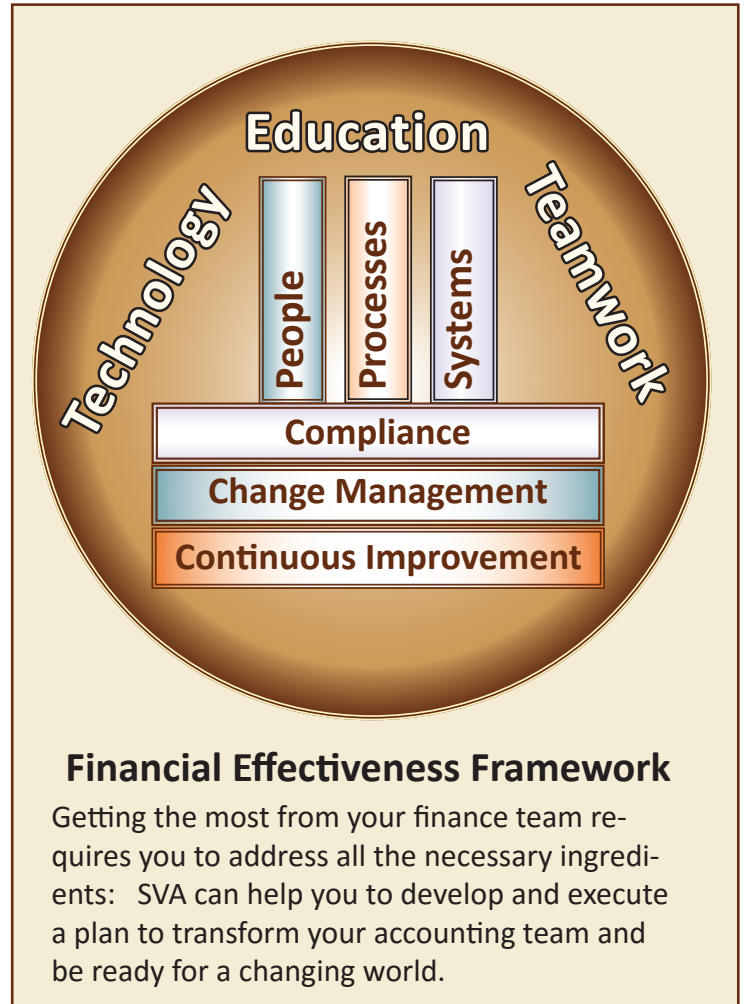 Education
Technology
Teamwork
People
Processes
Systems
Compliance
Change Management
Continuous Improvement
Financial Effectiveness Framework
Getting the most from your finance team re-
quires you to address all the necessary ingredi-
ents:   SVA can help you to develop and execute
a plan to transform your accounting team and
be ready for a changing world.